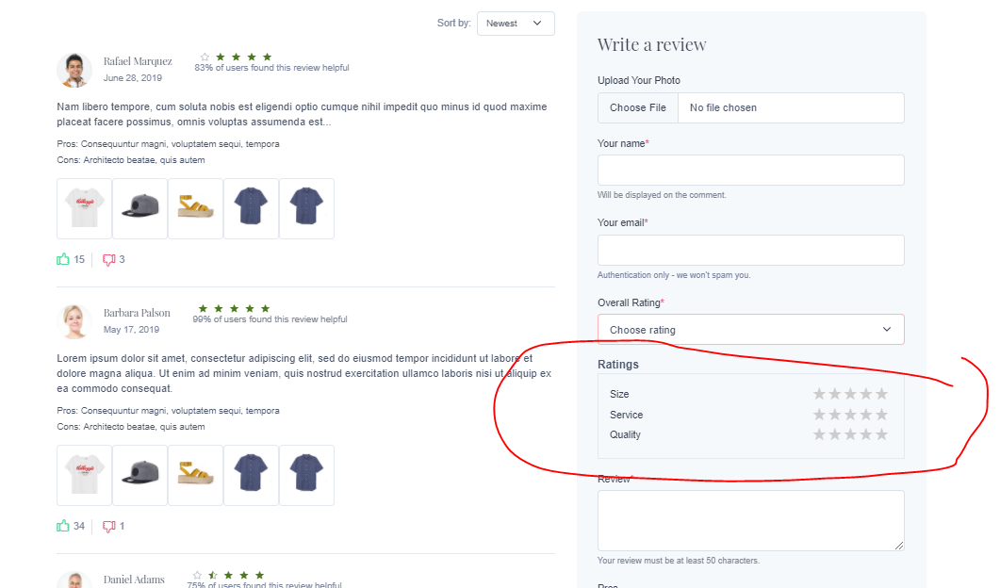 Sort by:
Newest
Rafael Marquez
June 28, 2019
83% of users found this review helpful
Nam libero tempore, cum soluta nobis est eligendi optio cumque nihil impedit quo minus id quod maxime
placeat facere possimus, omnis voluptas assumenda est...
Pros: Consequuntur magni, voluptatem sequi, tempora
Cons: Architecto beatae, quis autem
15
3
Barbara Palson
May 17, 2019
99% of users found this review helpful
Lorem ipsum dolor sit amet, consectetur adipiscing elit, sed do eiusmod tempor incididunt ut labore et
dolore magna aliqua. Ut enim ad minim veniam, quis nostrud exercitation ullamco laboris nisi ut aliquip ex
ea commodo consequat.
Pros: Consequuntur magni, voluptatem sequi, tempora
Cons: Architecto beatae, quis autem
34
1
Daniel Adams
75% of users found this review helpful
Write a review
Upload Your Photo
Choose File No file chosen
Your name*
Will be displayed on the comment.
Your email*
Authentication only - we won't spam you.
Overall Rating*
Choose rating
Ratings
Size
Service
Quality
Review*
Your review must be at least 50 characters.
Pros